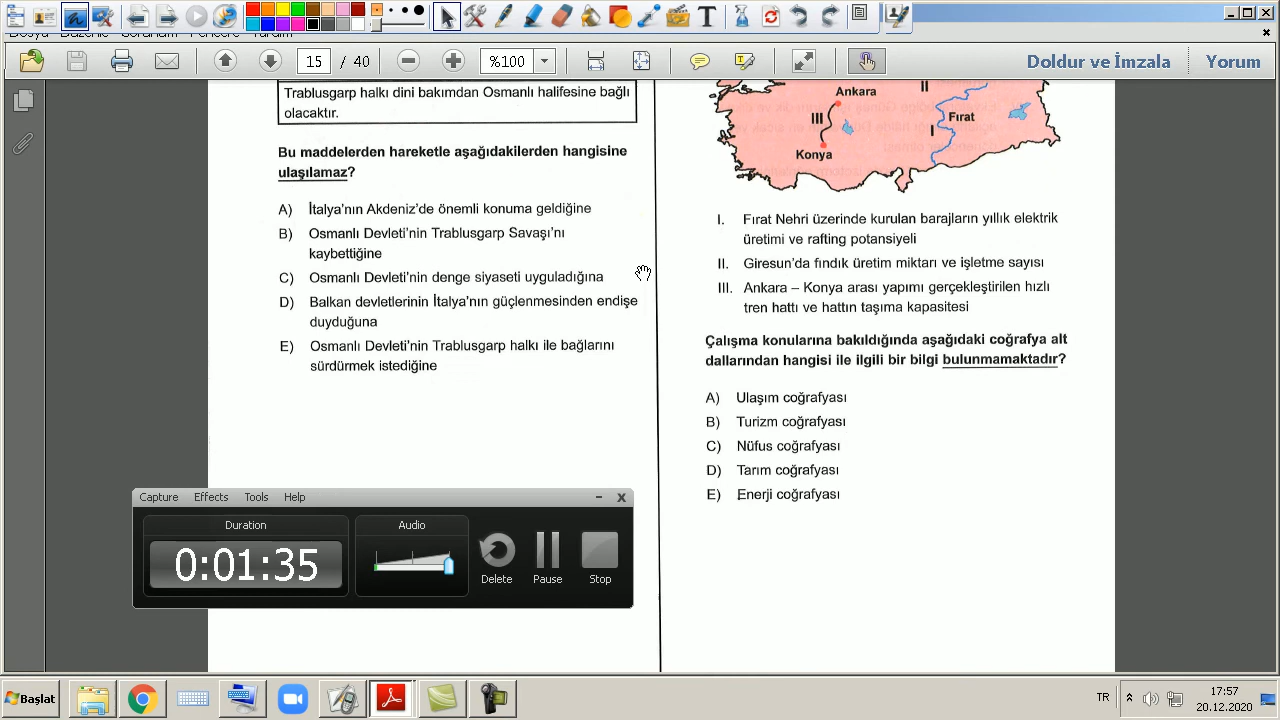 Dosya Düzenle Görünüm Pencere Yardım
15 / 40
%100
Doldur ve İmzala
Yorum
Trablusgarp halkı dini bakımdan Osmanlı halifesine bağlı
olacaktır.
Bu maddelerden hareketle aşağıdakilerden hangisine
ulaşılamaz?
A) İtalya’nın Akdeniz’de önemli konuma geldiğine
B) Osmanlı Devleti’nin Trablusgarp Savaşı’nı
kaybettiğine
C) Osmanlı Devleti’nin denge siyaseti uyguladığına
D) Balkan devletlerinin İtalya’nın güçlenmesinden endişe
duyduğuna
E) Osmanlı Devleti’nin Trablusgarp halkı ile bağlarını
sürdürmek istediğine
II
Ankara
III
Fırat
I
Konya
I. Fırat Nehri üzerinde kurulan barajların yıllık elektrik
üretimi ve rafting potansiyeli
II. Giresun’da fındık üretim miktarı ve işletme sayısı
III. Ankara – Konya arası yapımı gerçekleştirilen hızlı
tren hattı ve hattın taşıma kapasitesi
Çalışma konularına bakıldığında aşağıdaki coğrafya alt
dallarından hangisi ile ilgili bir bilgi bulunmamaktadır?
A) Ulaşım coğrafyası
B) Turizm coğrafyası
C) Nüfus coğrafyası
D) Tarım coğrafyası
E) Enerji coğrafyası
Capture Effects Tools Help
Duration
0:01:35
Audio
Delete
Pause
Stop
Başlat
TR
17:57
20.12.2020